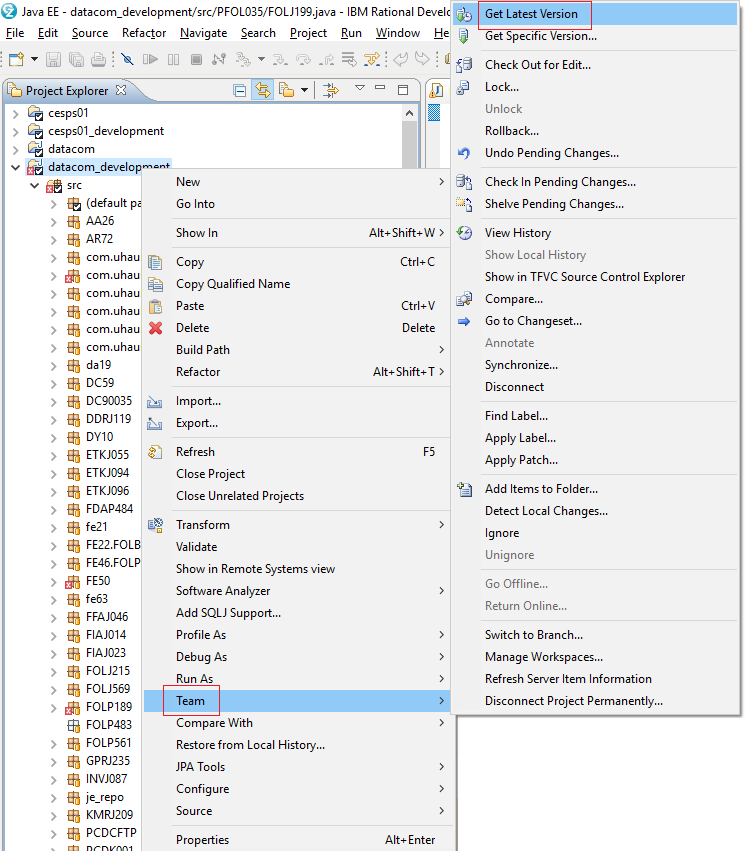 Java EE - datacom_development/src/PFOL035/FOLJ199.java - IBM Rational Develo
File Edit Source Refactor Navigate Search Project Run Window He
Project Explorer
cesps01
cesps01_development
datacom
datacom_development
src
(default pa
AA26
AR72
com.uhau
com.uhau
com.uhau
com.uhau
com.uhau
com.uhau
da19
DC59
DC90035
DDRJ119
DY10
ETKJ055
ETKJ094
ETKJ096
FDAP484
fe21
FE22.FOLB
FE46.FOLP
FE50
fe63
FFAJ046
FIAJ014
FIAJ023
FOLJ215
FOLJ569
FOLP189
FOLP483
FOLP561
GPRJ235
INVJ087
je_repo
KMRJ209
PCDCFTP
PCDK001
New
Go Into
Show In Alt+Shift+W
Copy Ctrl+C
Copy Qualified Name
Paste Ctrl+V
Delete Delete
Build Path
Refactor Alt+Shift+T
Import...
Export...
Refresh F5
Close Project
Close Unrelated Projects
Transform
Validate
Show in Remote Systems view
Software Analyzer
Add SQLJ Support...
Profile As
Debug As
Run As
Team
Compare With
Restore from Local History...
JPA Tools
Configure
Source
Properties Alt+Enter
Get Latest Version
Get Specific Version...
Check Out for Edit...
Lock...
Unlock
Rollback...
Undo Pending Changes...
Check In Pending Changes...
Shelve Pending Changes...
View History
Show Local History
Show in TFVC Source Control Explorer
Compare...
Go to Changeset...
Annotate
Synchronize...
Disconnect
Find Label...
Apply Label...
Apply Patch...
Add Items to Folder...
Detect Local Changes...
Ignore
Unignore
Go Offline...
Return Online...
Switch to Branch...
Manage Workspaces...
Refresh Server Item Information
Disconnect Project Permanently...